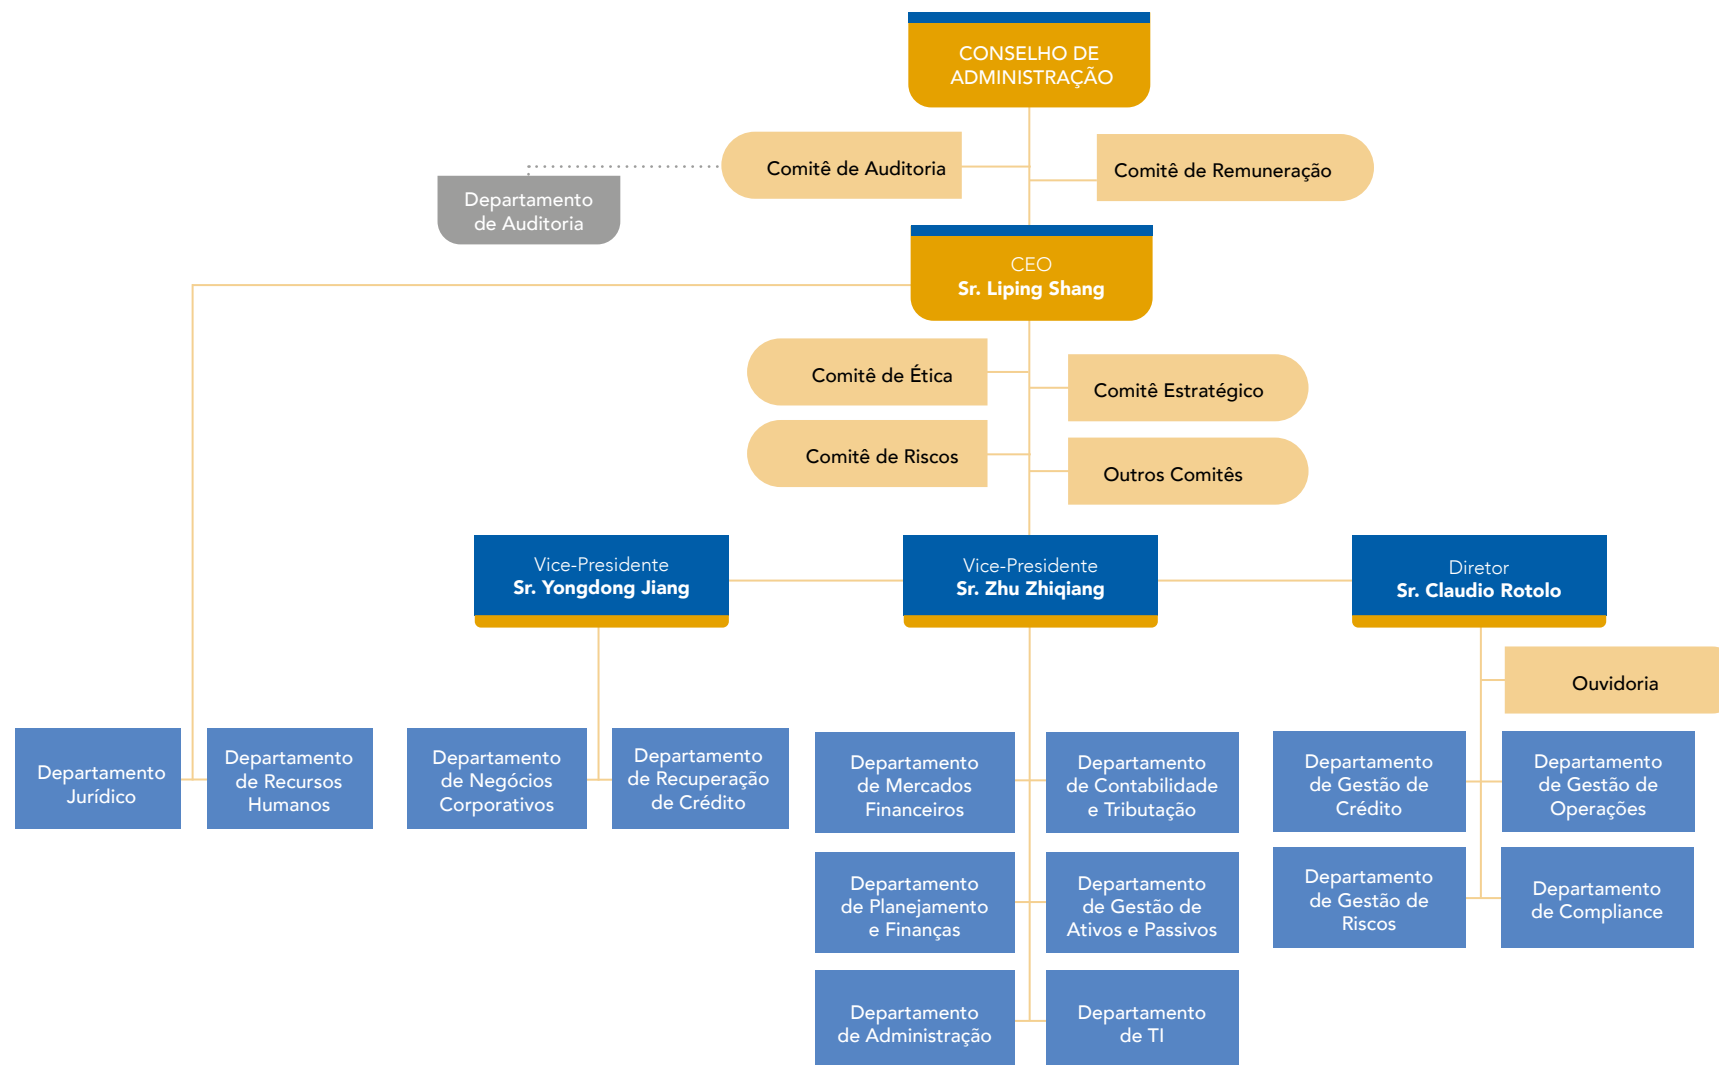 CONSELHO DE
ADMINISTRAÇÃO
Comitê de Auditoria
Comitê de Remuneração
Departamento
de Auditoria
CEO
Sr. Liping Shang
Comitê de Ética
Comitê Estratégico
Comitê de Riscos
Outros Comitês
Vice-Presidente
Sr. Yongdong Jiang
Vice-Presidente
Sr. Zhu Zhiqiang
Diretor
Sr. Claudio Rotolo
Ouvidoria
Departamento
Jurídico
Departamento
de Recursos
Humanos
Departamento
de Negócios
Corporativos
Departamento
de Recuperação
de Crédito
Departamento
de Mercados
Financeiros
Departamento
de Contabilidade
e Tributação
Departamento
de Gestão de
Crédito
Departamento
de Gestão de
Operações
Departamento
de Planejamento
e Finanças
Departamento
de Gestão de
Ativos e Passivos
Departamento
de Gestão de
Riscos
Departamento
de Compliance
Departamento
de Administração
Departamento
de TI